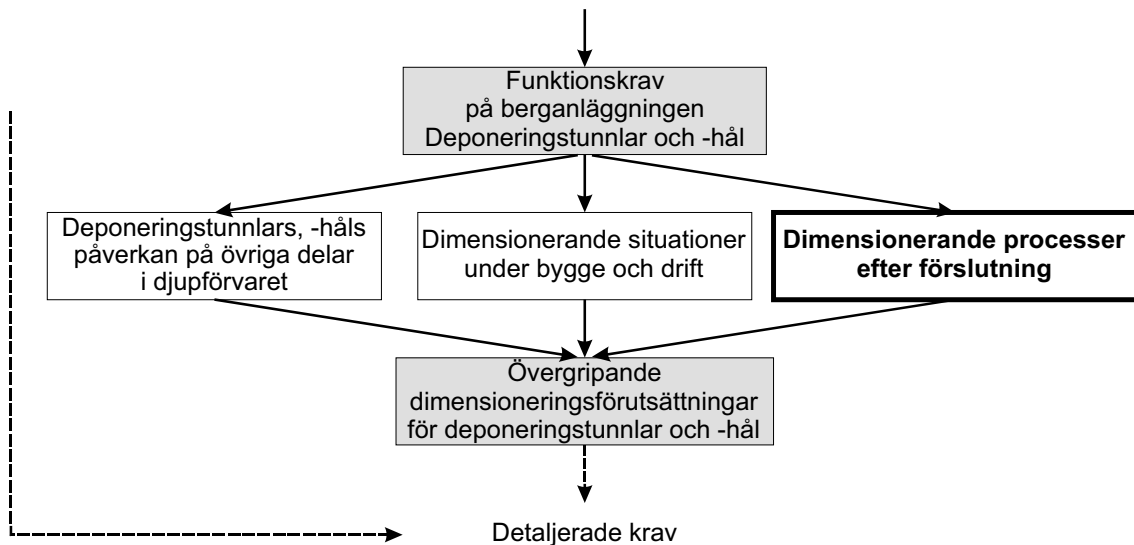 Funktionskrav
på berganläggningen
Deponeringstunnlar och -hål
Deponeringstunnlars, -håls
påverkan på övriga delar
i djupförvaret
Dimensionerande situationer
under bygge och drift
Dimensionerande processer
efter förslutning
Övergripande
dimensioneringsförutsättningar
för deponeringstunnlar och -hål
Detaljerade krav